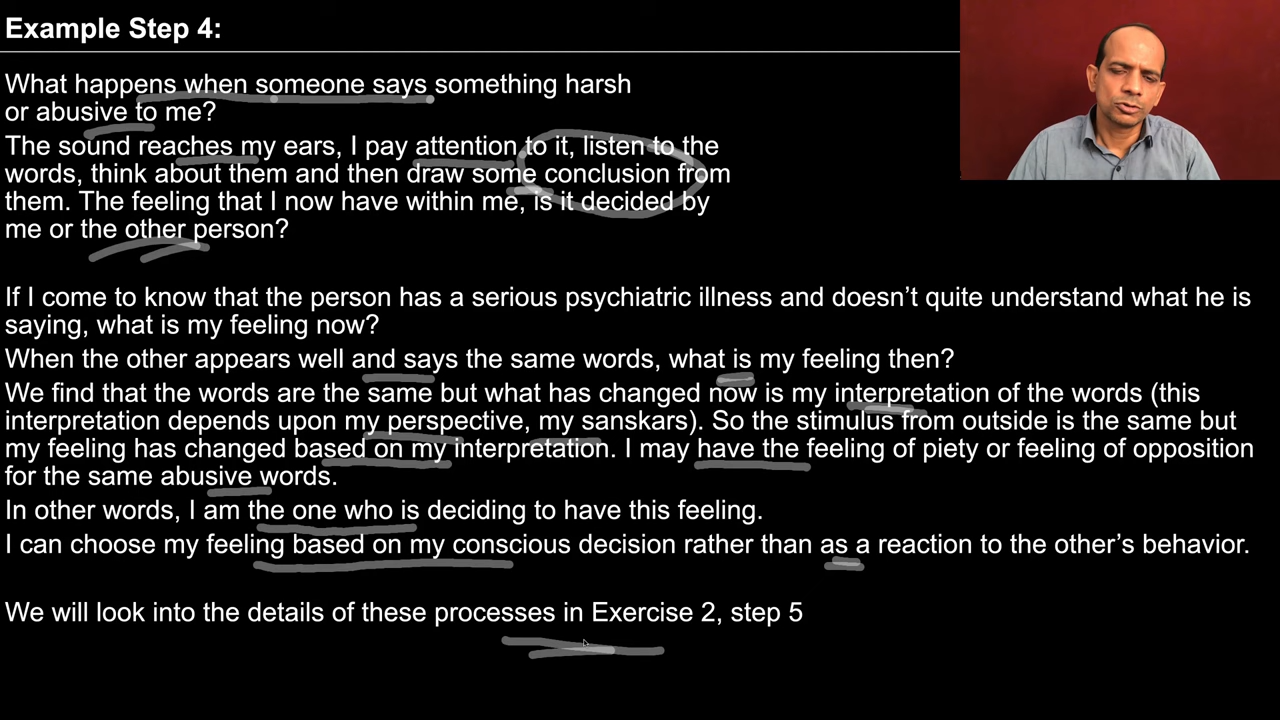 Example Step 4:
What happens when someone says something harsh
or abusive to me?
The sound reaches my ears, I pay attention to it, listen to the
words, think about them and then draw some conclusion from
them. The feeling that I now have within me, is it decided by
me or the other person?
If I come to know that the person has a serious psychiatric illness and doesn’t quite understand what he is
saying, what is my feeling now?
When the other appears well and says the same words, what is my feeling then?
We find that the words are the same but what has changed now is my interpretation of the words (this
interpretation depends upon my perspective, my sanskars). So the stimulus from outside is the same but
my feeling has changed based on my interpretation. I may have the feeling of piety or feeling of opposition
for the same abusive words.
In other words, I am the one who is deciding to have this feeling.
I can choose my feeling based on my conscious decision rather than as a reaction to the other’s behavior.
We will look into the details of these processes in Exercise 2, step 5